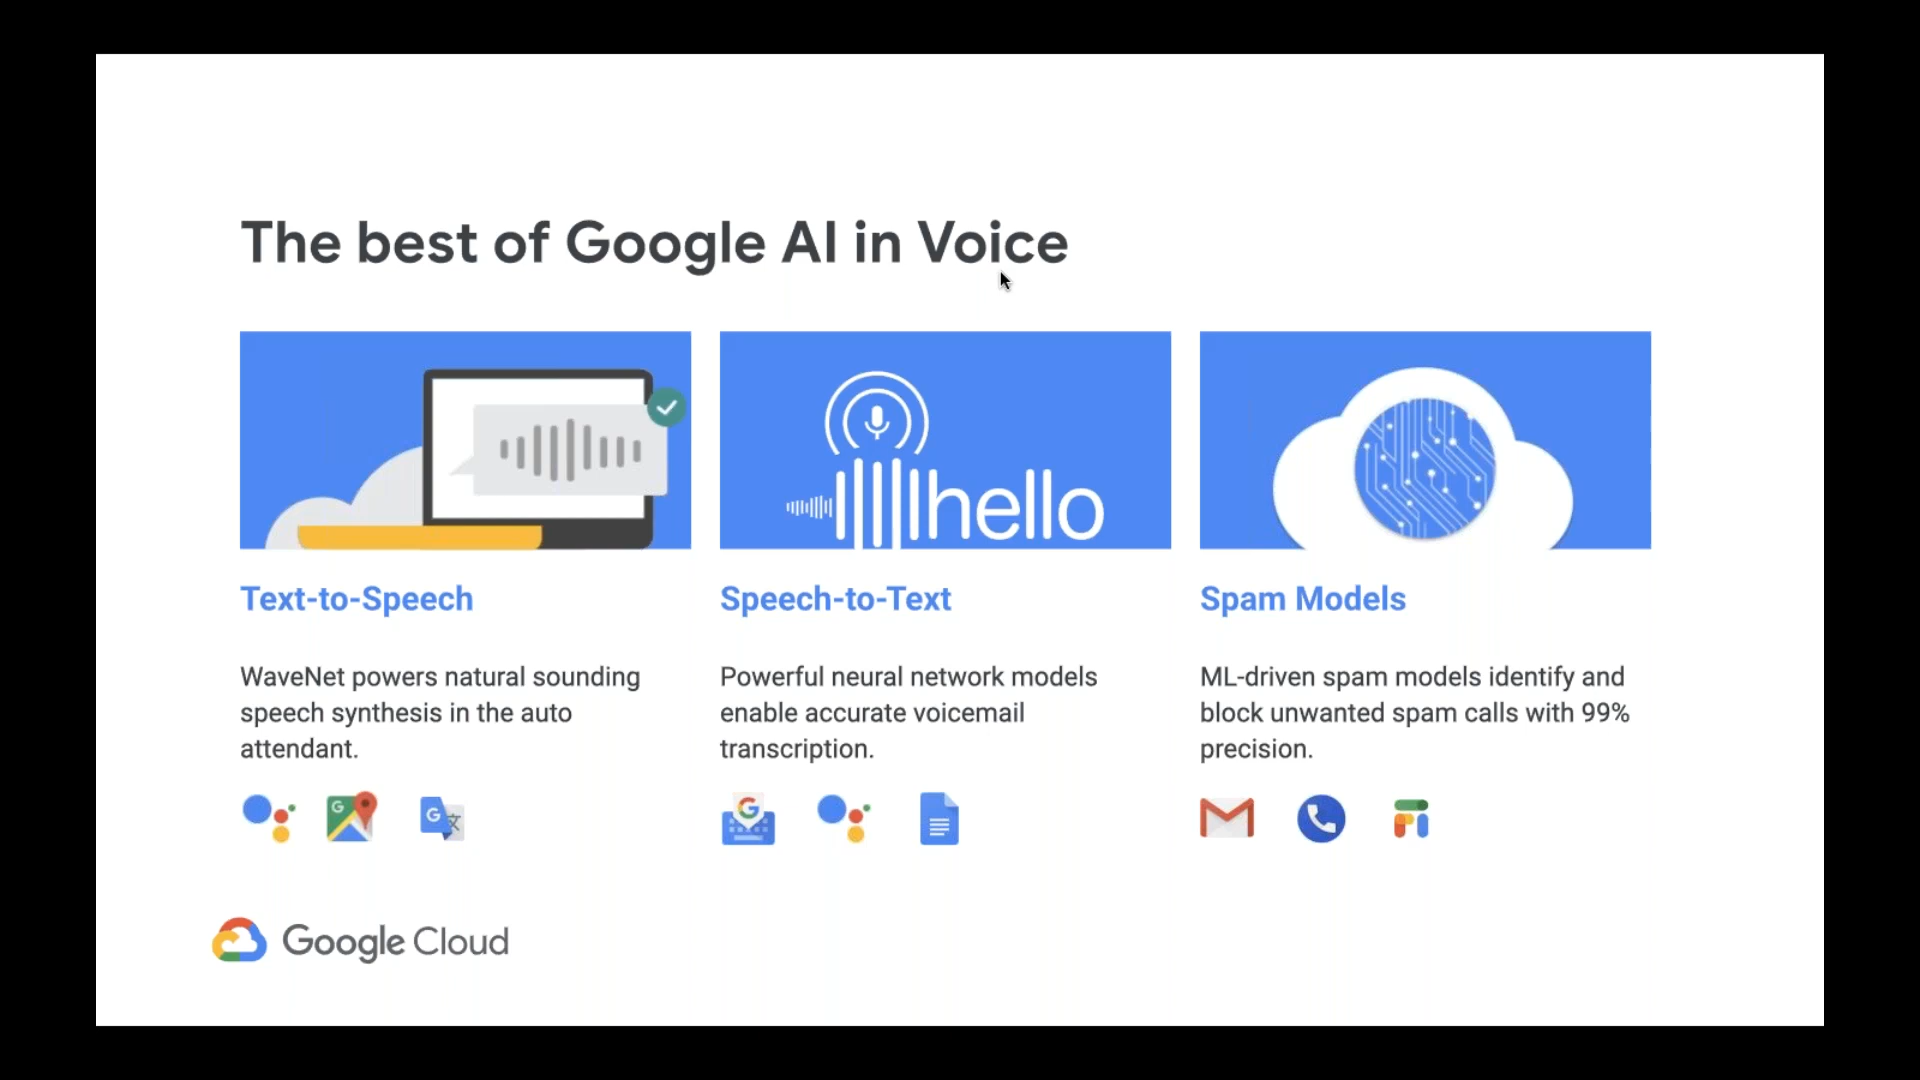 The best of Google AI in Voice
hello
Text-to-Speech
WaveNet powers natural sounding
speech synthesis in the auto
attendant.
Speech-to-Text
Powerful neural network models
enable accurate voicemail
transcription.
Spam Models
ML-driven spam models identify and
block unwanted spam calls with 99%
precision.
Google Cloud